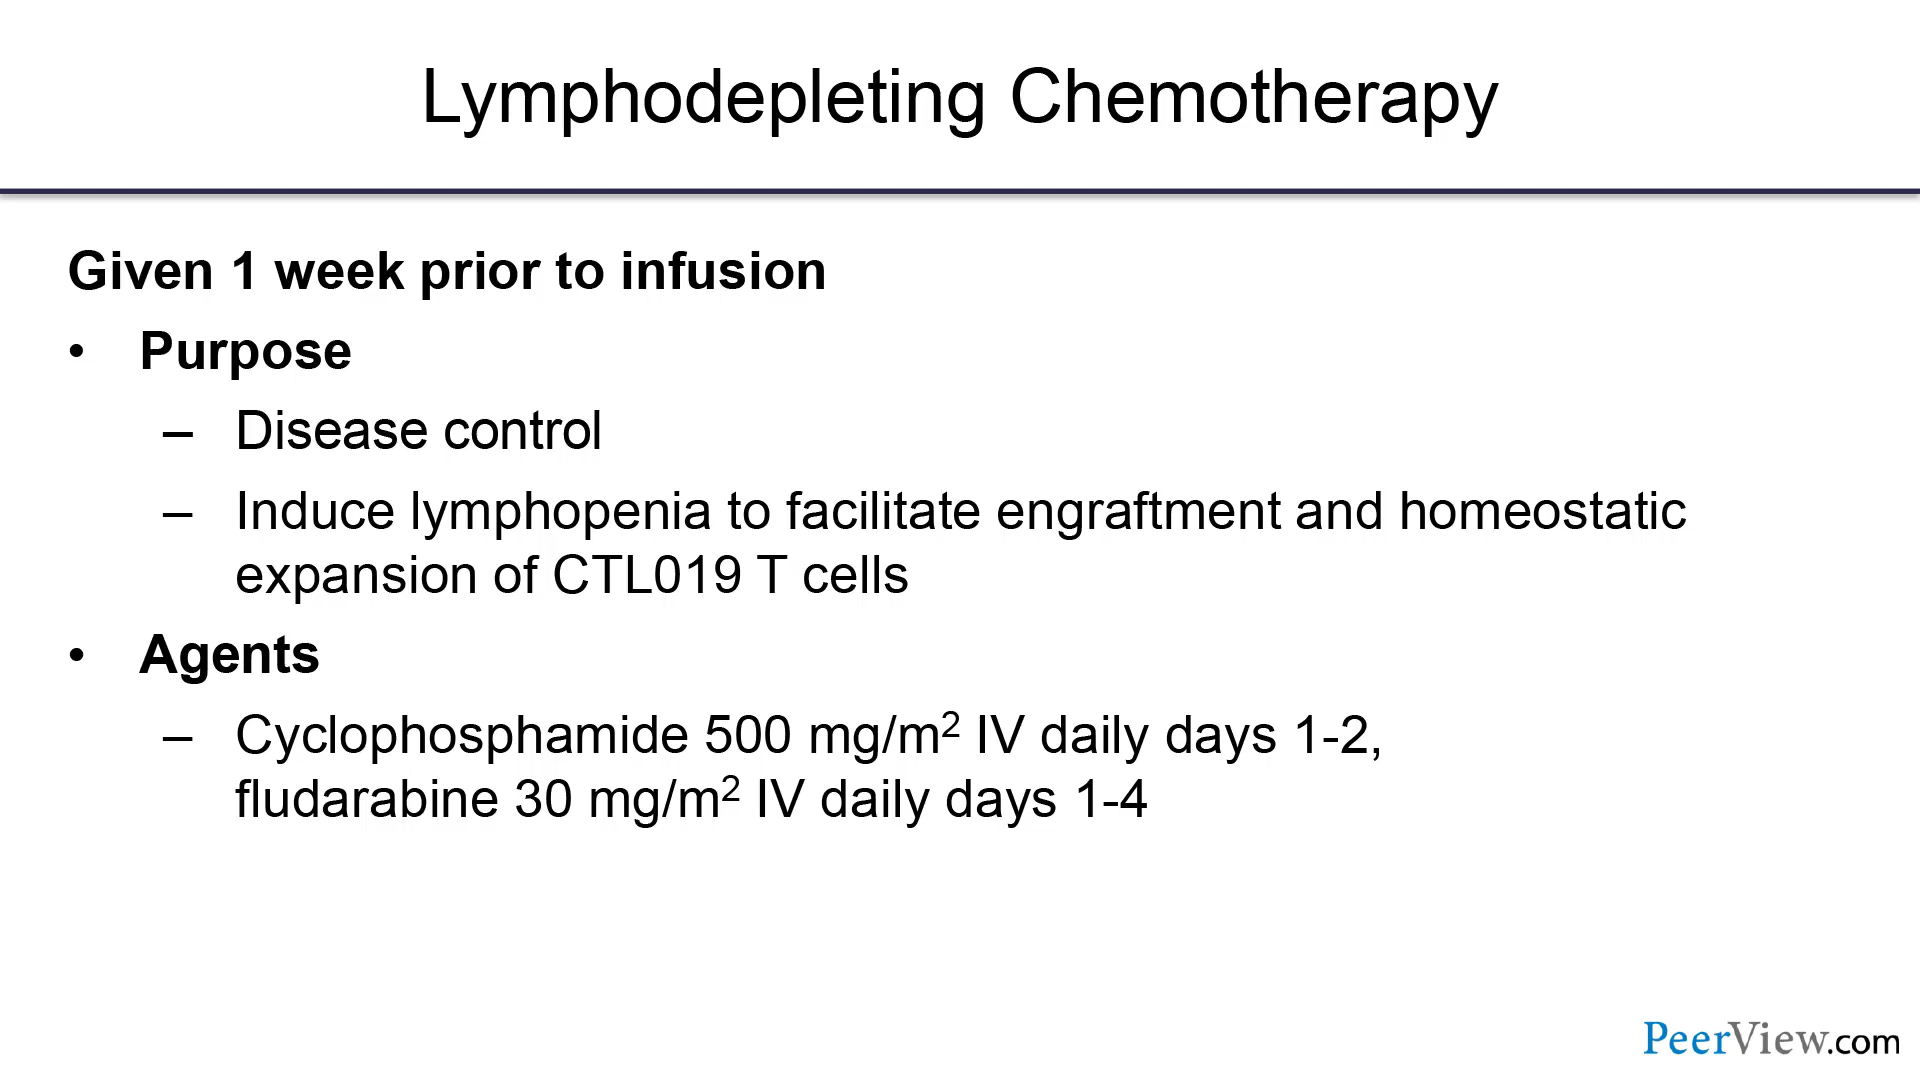 Lymphodepleting Chemotherapy
Given 1 week prior to infusion
• Purpose
– Disease control
– Induce lymphopenia to facilitate engraftment and homeostatic
expansion of CTL019 T cells
• Agents
– Cyclophosphamide 500 mg/m² IV daily days 1-2,
fludarabine 30 mg/m² IV daily days 1-4
PeerView.com